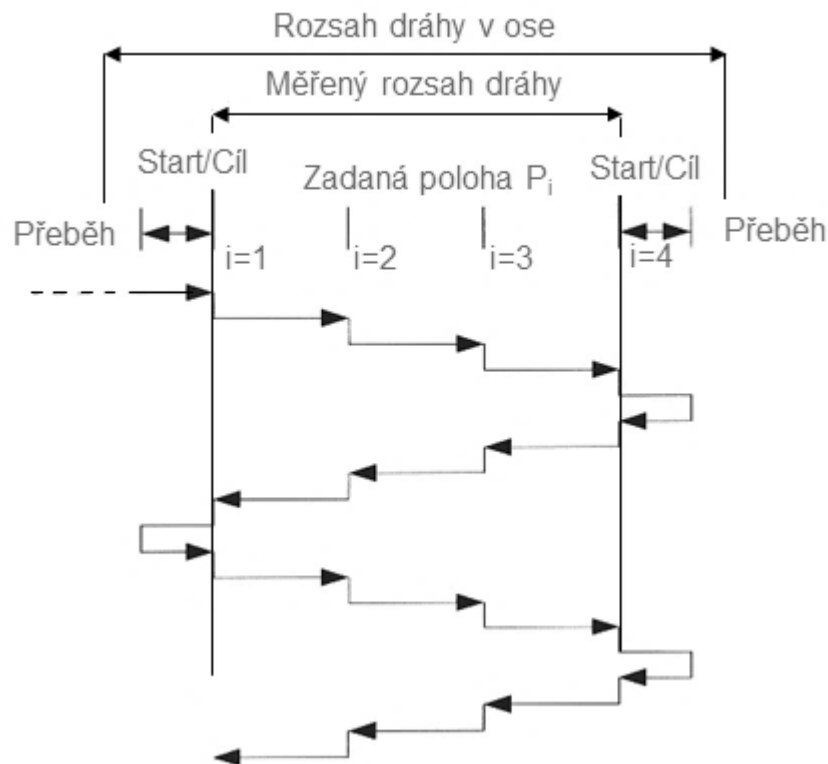 Rozsah dráhy v ose
Měřený rozsah dráhy
Start/Cíl
Zadaná poloha Pᵢ
Start/Cíl
Přeběh
Přeběh
i=1
i=2
i=3
i=4